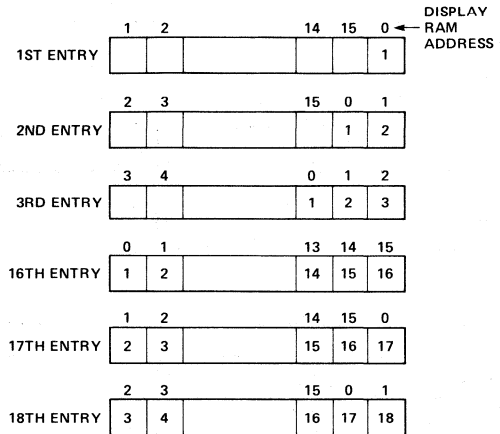 DISPLAY
1 2 14 15 0 RAM
ADDRESS
1ST ENTRY 1
2 3 15 0 1
2ND ENTRY 1 2
3 4 0 1 2
3RD ENTRY 1 2 3
0 1 13 14 15
16TH ENTRY 1 2 14 15 16
1 2 14 15 0
17TH ENTRY 2 3 15 16 17
2 3 15 0 1
18TH ENTRY 3 4 16 17 18